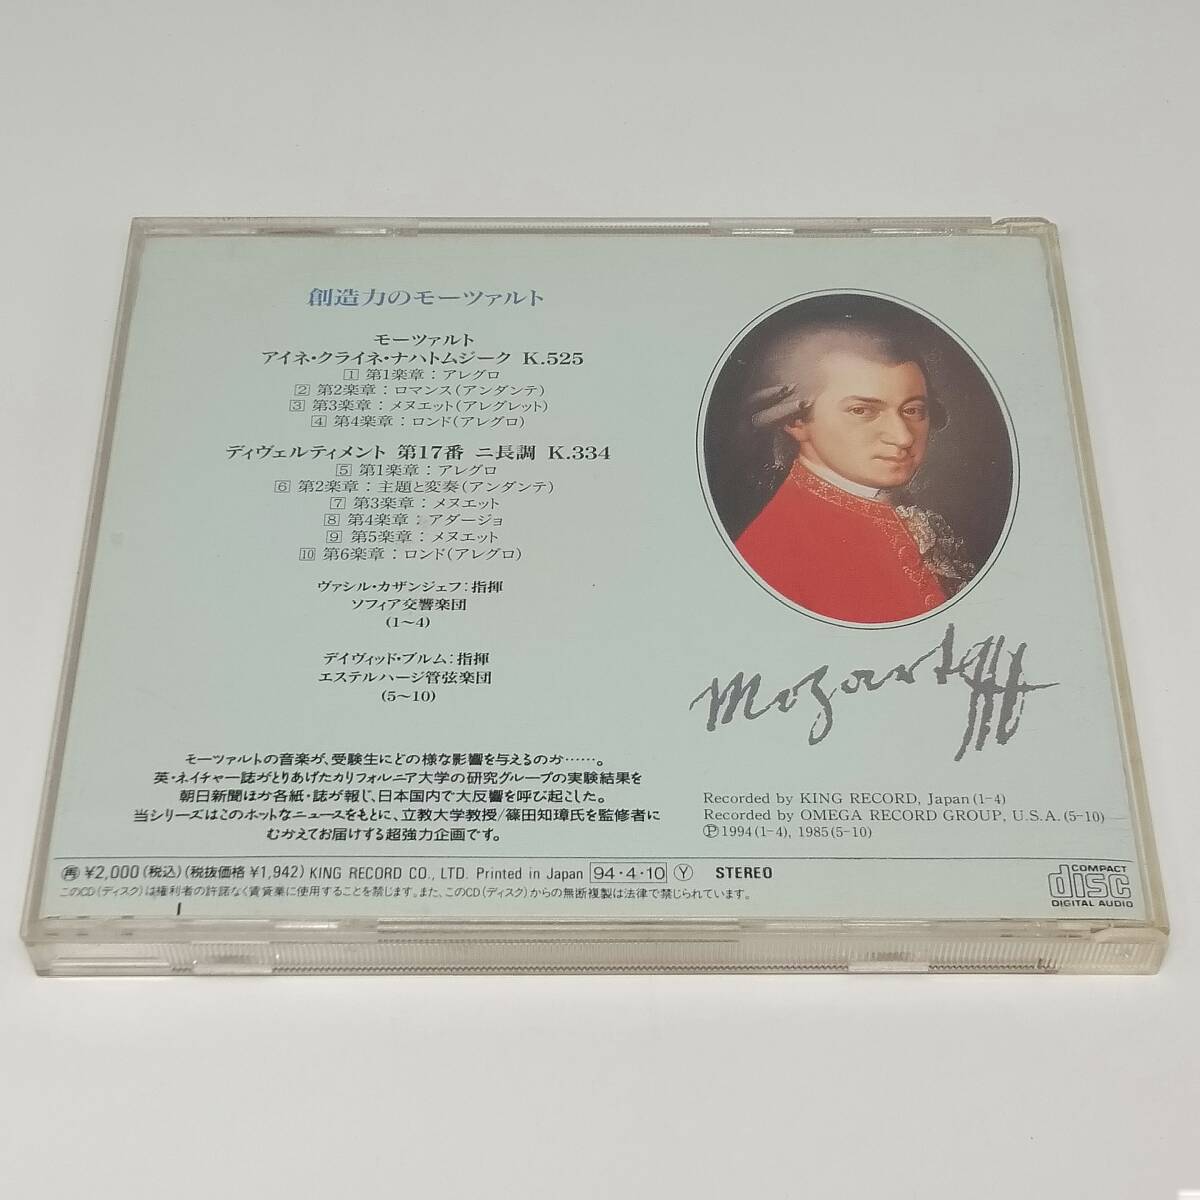 創造力のモーツァルト
モーツァルト
アイネ・クライネ・ナハトムジーク K.525
1 第1楽章：アレグロ
2 第2楽章：ロマンス(アンダンテ)
3 第3楽章：メヌエット(アレグレット)
4 第4楽章：ロンド(アレグロ)
ディヴェルティメント 第17番 ニ長調 K.334
5 第1楽章：アレグロ
6 第2楽章：主題と変奏(アンダンテ)
7 第3楽章：メヌエット
8 第4楽章：アダージョ
9 第5楽章：メヌエット
10 第6楽章：ロンド(アレグロ)
ヴァシル・カザンジェフ：指揮
ソフィア交響楽団
(1〜4)
デイヴィッド・ブルム：指揮
エステルハージ管弦楽団
(5〜10)
モーツァルトの音楽が、受験生にどの様な影響を与えるのか……。
英・ネイチャー誌がとりあげたカリフォルニア大学の研究グループの実験結果を
朝日新聞ほか各紙・誌が報じ、日本国内で大反響を呼び起こした。
当シリーズはこのホットなニュースをもとに、立教大学教授/篠田知璋氏を監修者に
むかえてお届けする超強力企画です。
Mozart
Recorded by KING RECORD, Japan (1-4)
Recorded by OMEGA RECORD GROUP, U.S.A. (5-10)
Ⓟ1994 (1-4), 1985 (5-10)
再 ¥2,000(税込)(税抜価格 ¥1,942) KING RECORD CO., LTD. Printed in Japan 94・4・10 Ⓨ STEREO
このCD(ディスク)は権利者の許諾なく賃貸業に使用することを禁じます。また、このCD(ディスク)からの無断複製は法律で禁じられています。
COMPACT
disc
DIGITAL AUDIO